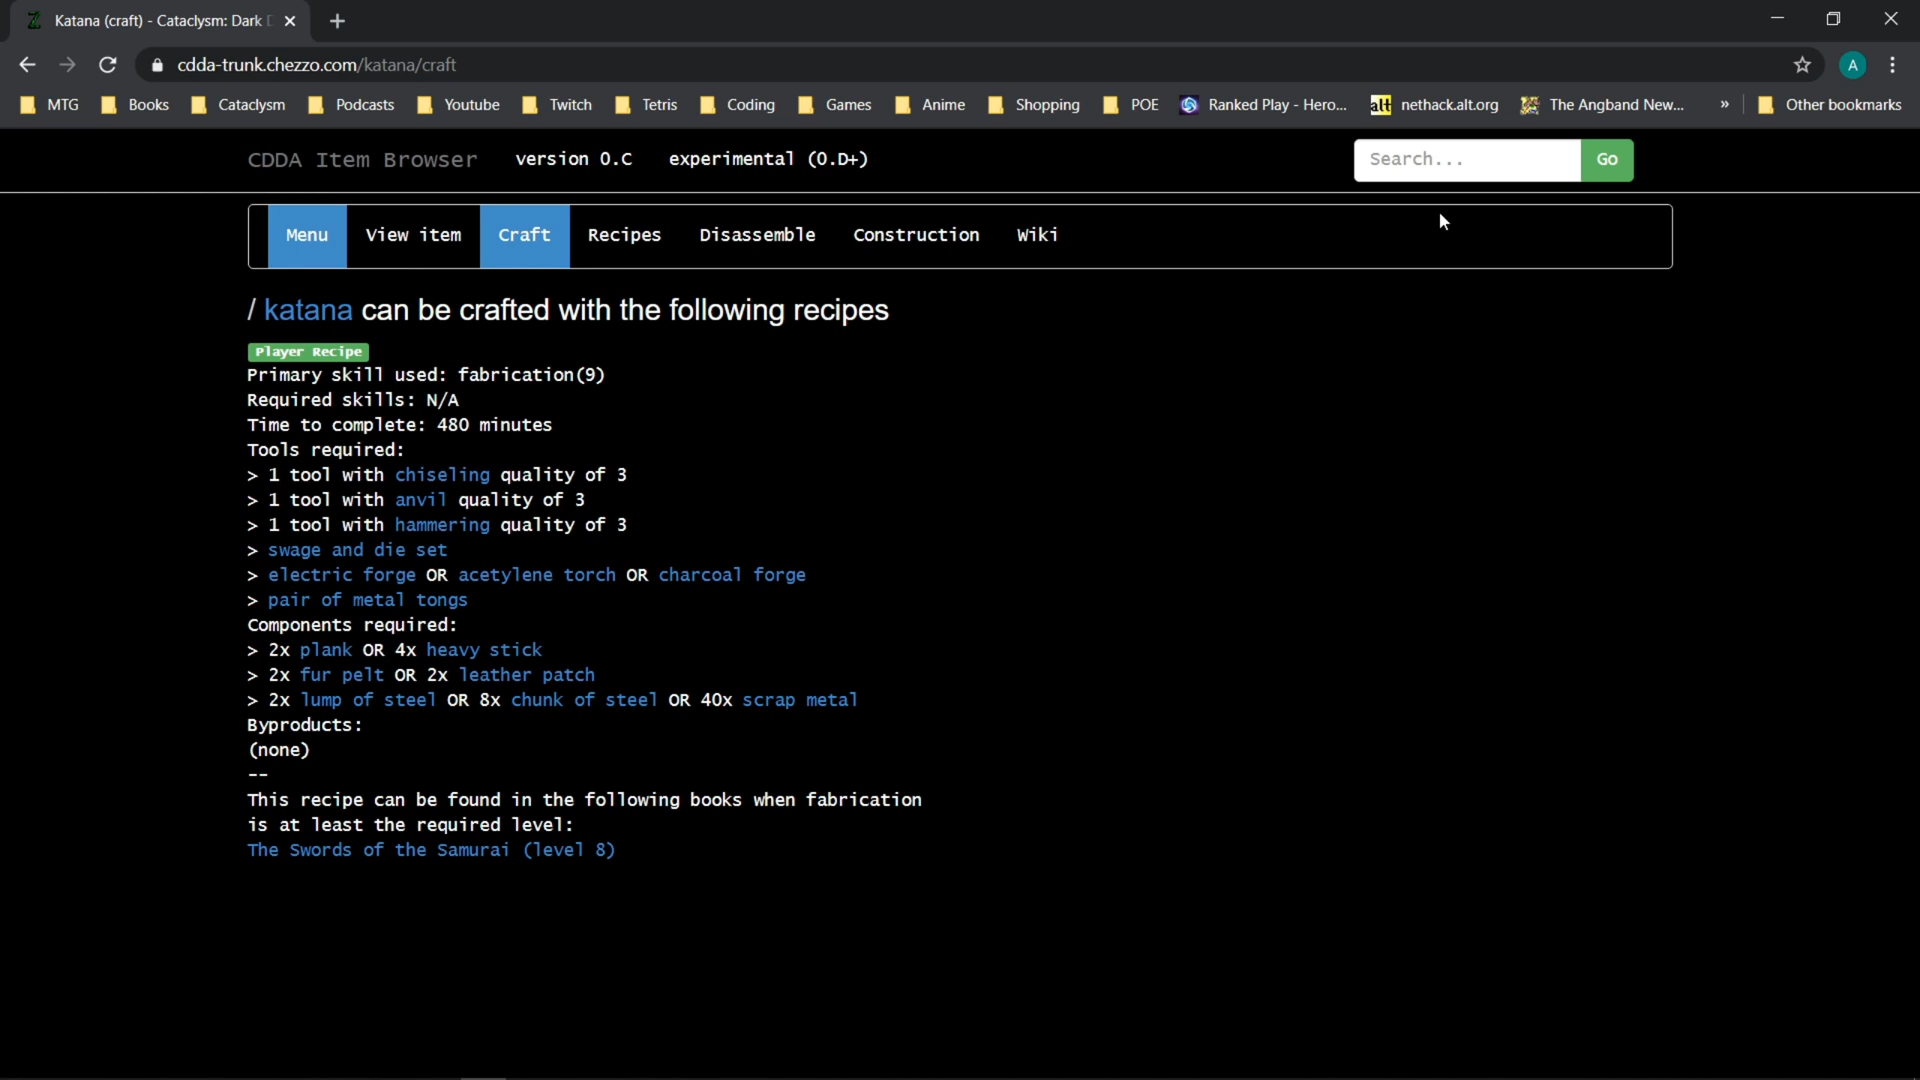 Katana (craft) - Cataclysm: Dark
cdda-trunk.chezzo.com/katana/craft
A
MTG Books Cataclysm Podcasts Youtube Twitch Tetris Coding Games Anime Shopping POE Ranked Play - Hero... alt nethack.alt.org The Angband New... » Other bookmarks
CDDA Item Browser version 0.C experimental (0.D+) Search... Go
Menu View item Craft Recipes Disassemble Construction Wiki
/ katana can be crafted with the following recipes
Player Recipe
Primary skill used: fabrication(9)
Required skills: N/A
Time to complete: 480 minutes
Tools required:
> 1 tool with chiseling quality of 3
> 1 tool with anvil quality of 3
> 1 tool with hammering quality of 3
> swage and die set
> electric forge OR acetylene torch OR charcoal forge
> pair of metal tongs
Components required:
> 2x plank OR 4x heavy stick
> 2x fur pelt OR 2x leather patch
> 2x lump of steel OR 8x chunk of steel OR 40x scrap metal
Byproducts:
(none)
--
This recipe can be found in the following books when fabrication
is at least the required level:
The Swords of the Samurai (level 8)